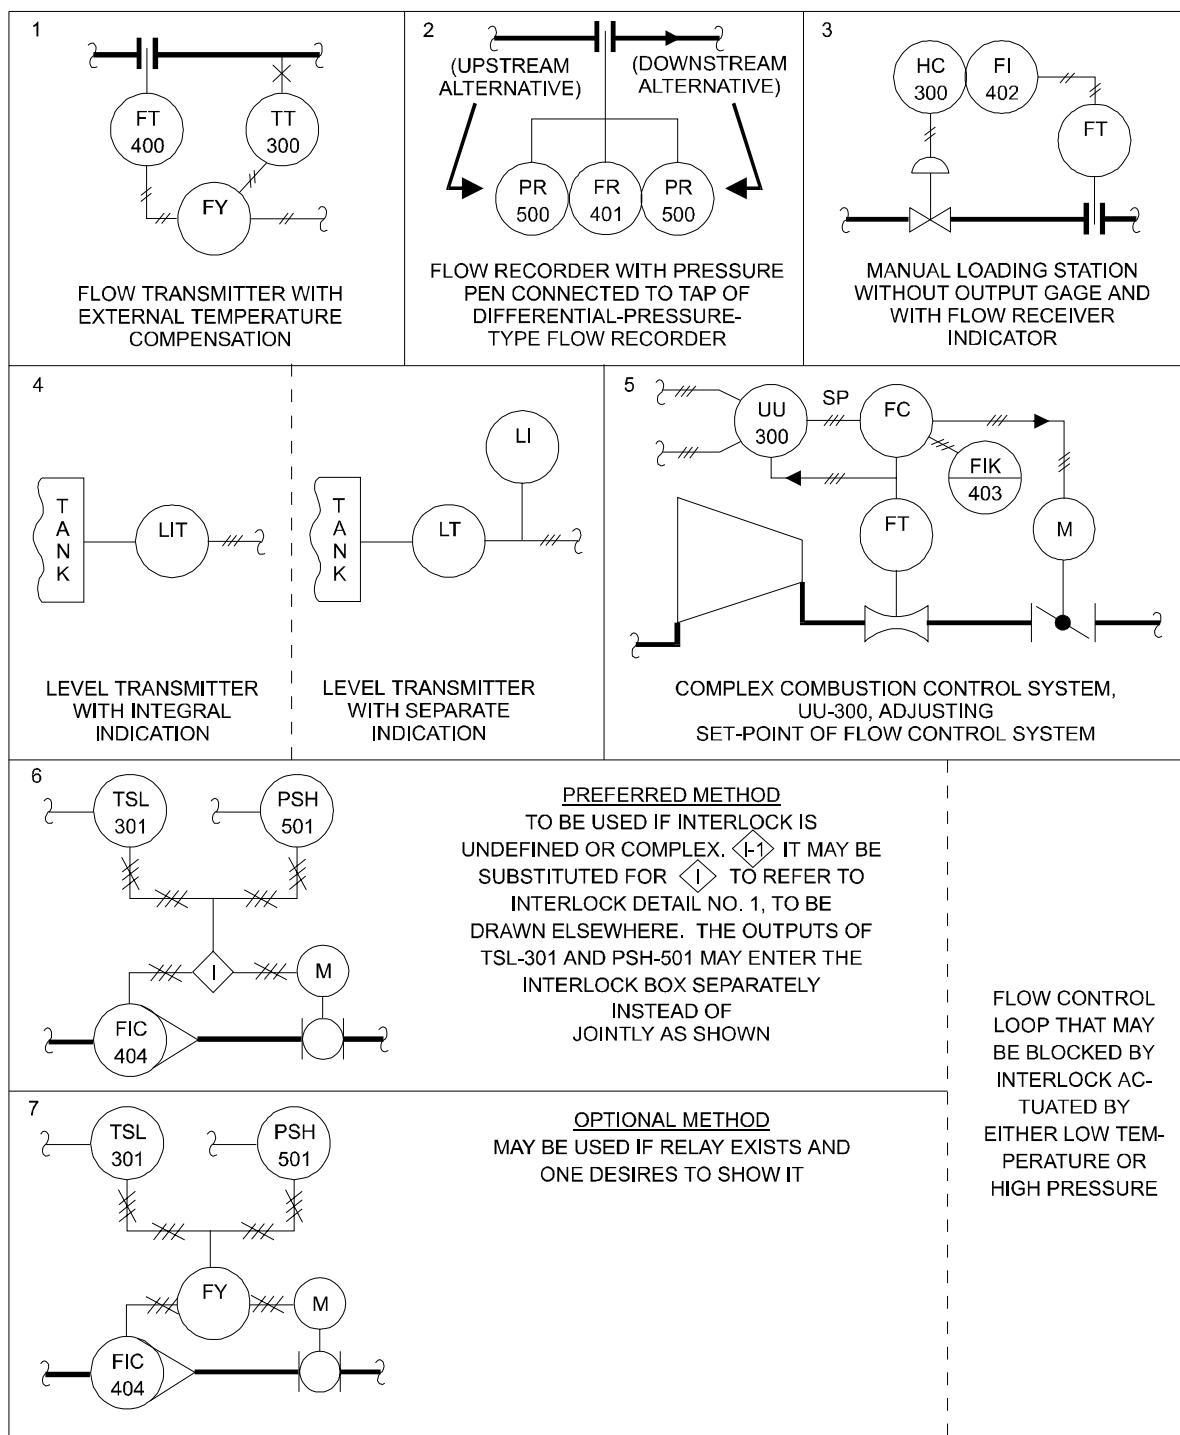 1
FT
400
TT
300
FY
FLOW TRANSMITTER WITH
EXTERNAL TEMPERATURE
COMPENSATION
2
(UPSTREAM
ALTERNATIVE)
(DOWNSTREAM
ALTERNATIVE)
PR
500
FR
401
PR
500
FLOW RECORDER WITH PRESSURE
PEN CONNECTED TO TAP OF
DIFFERENTIAL-PRESSURE-
TYPE FLOW RECORDER
3
HC
300
FI
402
FT
MANUAL LOADING STATION
WITHOUT OUTPUT GAGE AND
WITH FLOW RECEIVER
INDICATOR
4
TANK
LIT
LEVEL TRANSMITTER
WITH INTEGRAL
INDICATION
TANK
LT
LI
LEVEL TRANSMITTER
WITH SEPARATE
INDICATION
5
UU
300
SP
FC
FIK
403
FT
M
COMPLEX COMBUSTION CONTROL SYSTEM,
UU-300, ADJUSTING
SET-POINT OF FLOW CONTROL SYSTEM
6
TSL
301
PSH
501
I
M
FIC
404
PREFERRED METHOD
TO BE USED IF INTERLOCK IS
UNDEFINED OR COMPLEX. I-1 IT MAY BE
SUBSTITUTED FOR I TO REFER TO
INTERLOCK DETAIL NO. 1, TO BE
DRAWN ELSEWHERE. THE OUTPUTS OF
TSL-301 AND PSH-501 MAY ENTER THE
INTERLOCK BOX SEPARATELY
INSTEAD OF
JOINTLY AS SHOWN
7
TSL
301
PSH
501
FY
M
FIC
404
OPTIONAL METHOD
MAY BE USED IF RELAY EXISTS AND
ONE DESIRES TO SHOW IT
FLOW CONTROL
LOOP THAT MAY
BE BLOCKED BY
INTERLOCK AC-
TUATED BY
EITHER LOW TEM-
PERATURE OR
HIGH PRESSURE